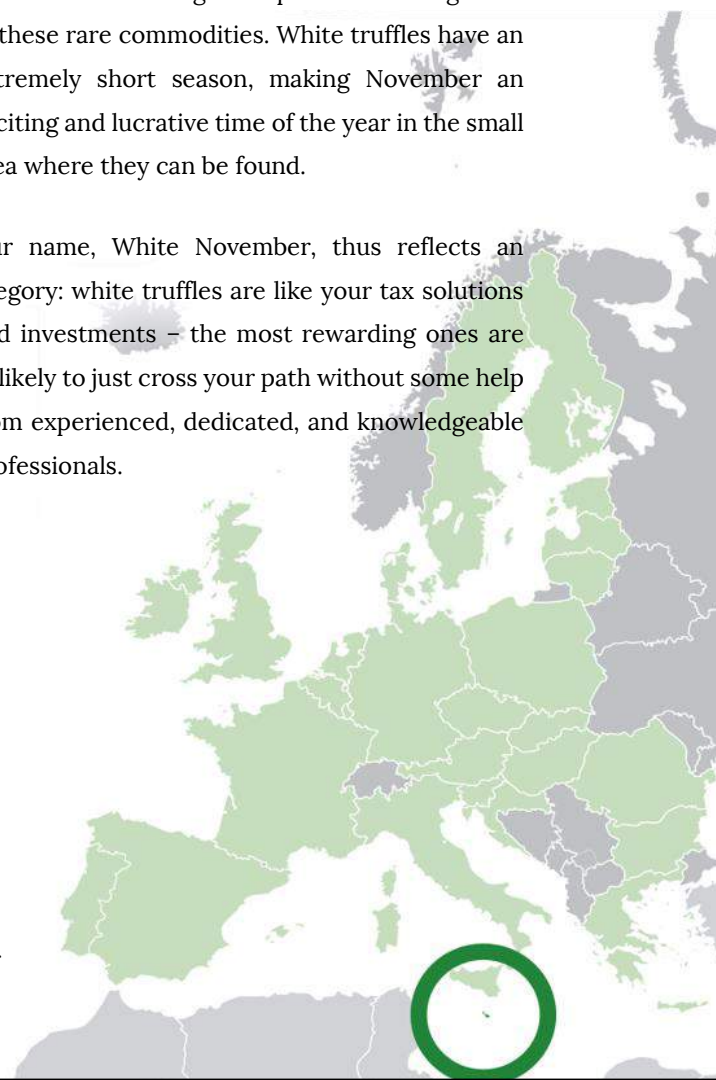 these rare commodities. White truffles have an
tremely short season, making November an
citing and lucrative time of the year in the small
ea where they can be found.
ur name, White November, thus reflects an
egory: white truffles are like your tax solutions
d investments – the most rewarding ones are
likely to just cross your path without some help
om experienced, dedicated, and knowledgeable
ofessionals.